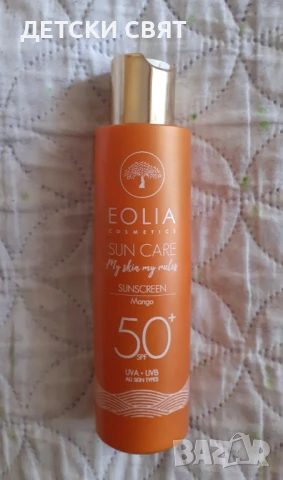 ДЕТСКИ СВЯТ
EOLIA
COSMETICS
SUN CARE
My skin my rules
SUNSCREEN
Mango
50+
SPF
UVA • UVB
ALL SKIN TYPES
BAZAR
bg